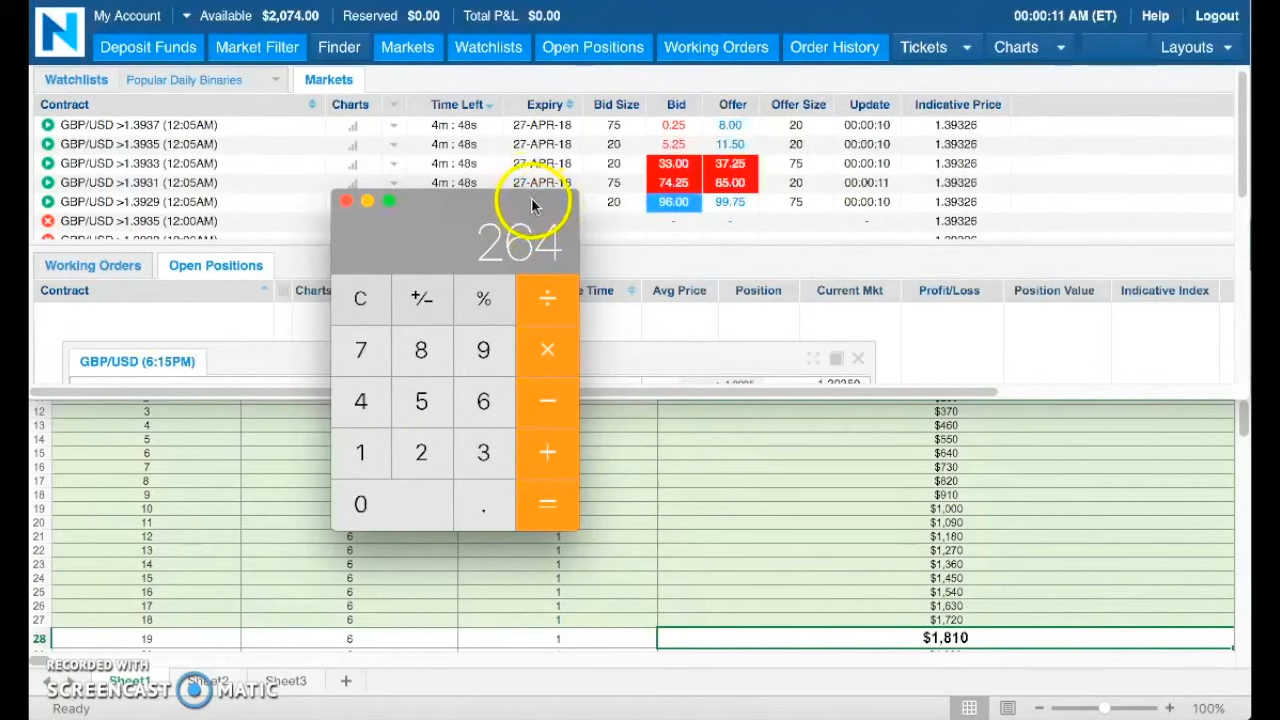 N My Account Available $2,074.00 Reserved $0.00 Total P&L $0.00 00:00:11 AM (ET) Help Logout
Deposit Funds Market Filter Finder Markets Watchlists Open Positions Working Orders Order History Tickets Charts Layouts
Watchlists Popular Daily Binaries Markets
Contract Charts Time Left Expiry Bid Size Bid Offer Offer Size Update Indicative Price
GBP/USD >1.3937 (12:05AM) 4m : 48s 27-APR-18 75 0.25 8.00 20 00:00:10 1.39326
GBP/USD >1.3935 (12:05AM) 4m : 48s 27-APR-18 20 5.25 11.50 20 00:00:10 1.39326
GBP/USD >1.3933 (12:05AM) 4m : 48s 27-APR-18 20 33.00 37.25 75 00:00:10 1.39326
GBP/USD >1.3931 (12:05AM) 4m : 48s 27-APR-18 75 74.25 85.00 20 00:00:11 1.39326
GBP/USD >1.3929 (12:05AM) 20 96.00 99.75 75 00:00:10 1.39326
GBP/USD >1.3935 (12:00AM) - - - - 1.39326
264
Working Orders Open Positions
Contract Charts Time Avg Price Position Current Mkt Profit/Loss Position Value Indicative Index
C +/− % ÷
7 8 9 ×
4 5 6 −
1 2 3 +
0 . =
GBP/USD (6:15PM)
12 3 $370
13 4 $460
14 5 $550
15 6 $640
16 7 $730
17 8 $820
18 9 $910
19 10 $1,000
20 11 $1,090
21 12 6 1 $1,180
22 13 6 1 $1,270
23 14 6 1 $1,360
24 15 6 1 $1,450
25 16 6 1 $1,540
26 17 6 1 $1,630
27 18 6 1 $1,720
28 19 6 1 $1,810
RECORDED WITH
SCREENCAST MATIC
Sheet1 Sheet2 Sheet3 +
Ready 100%